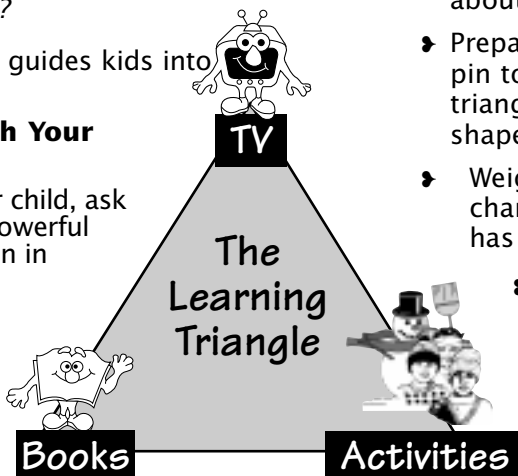 ?
guides kids into
h Your
child, ask
owerful
n in
about
Prepa
pin to
triang
shape
Weig
char
has
TV
The
Learning
Triangle
Books
Activities